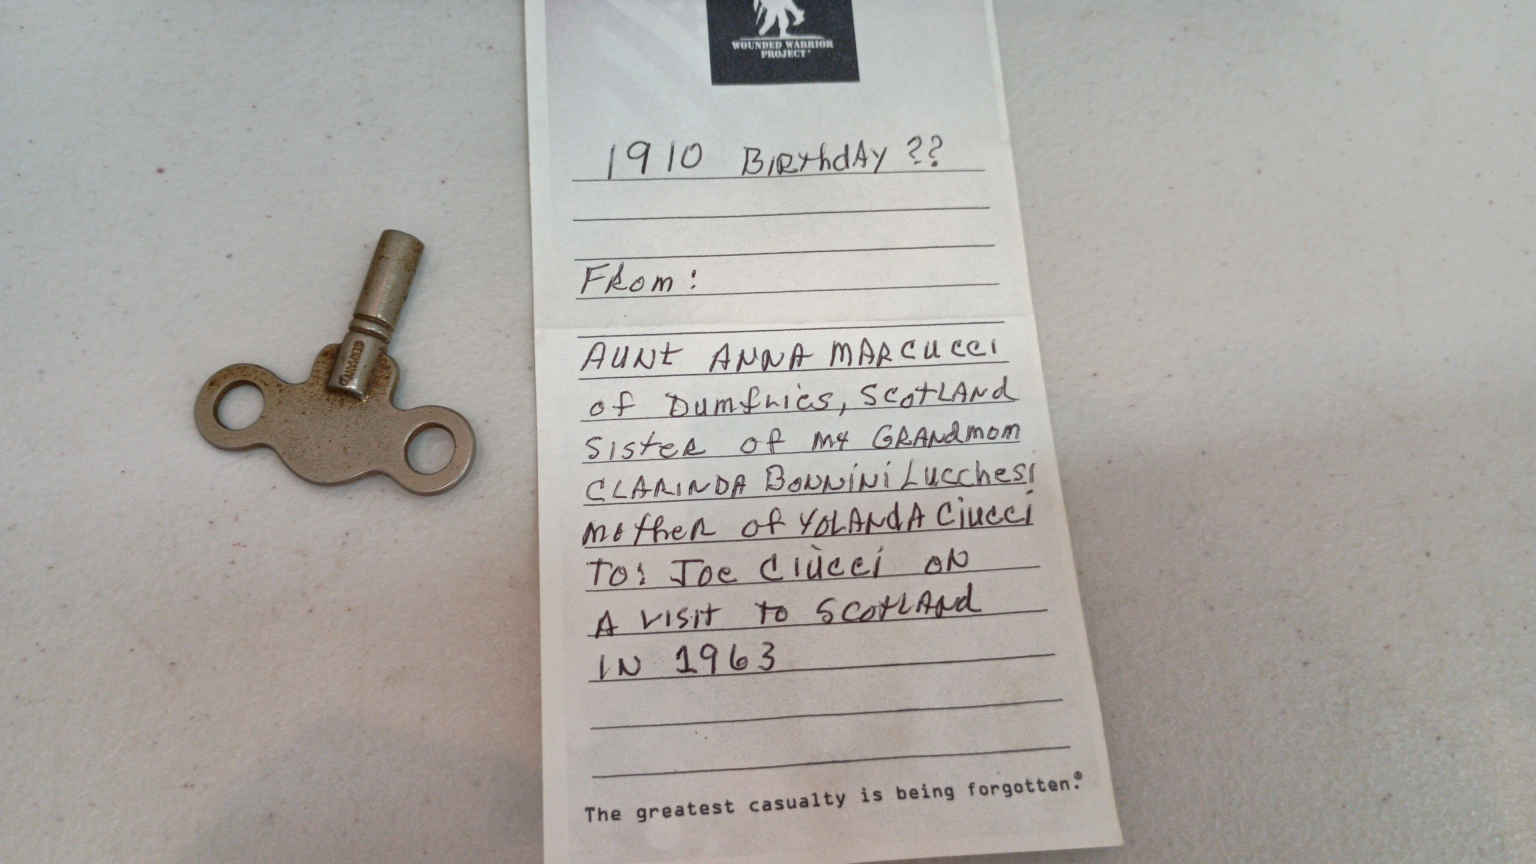 WOUNDED WARRIOR
PROJECT
1910 BIRthdAY ??
FRom:
AUNt ANNA MARCUCCI
of Dumfries, SCOtLANd
SISteR of MY GRANdmom
CLARINDA BONNiNi Lucchesi
motheR of YOLANdA Ciucci
TO: Joe Ciucci ON
A VISIt to SCOtLANd
IN 1963
The greatest casualty is being forgotten.®